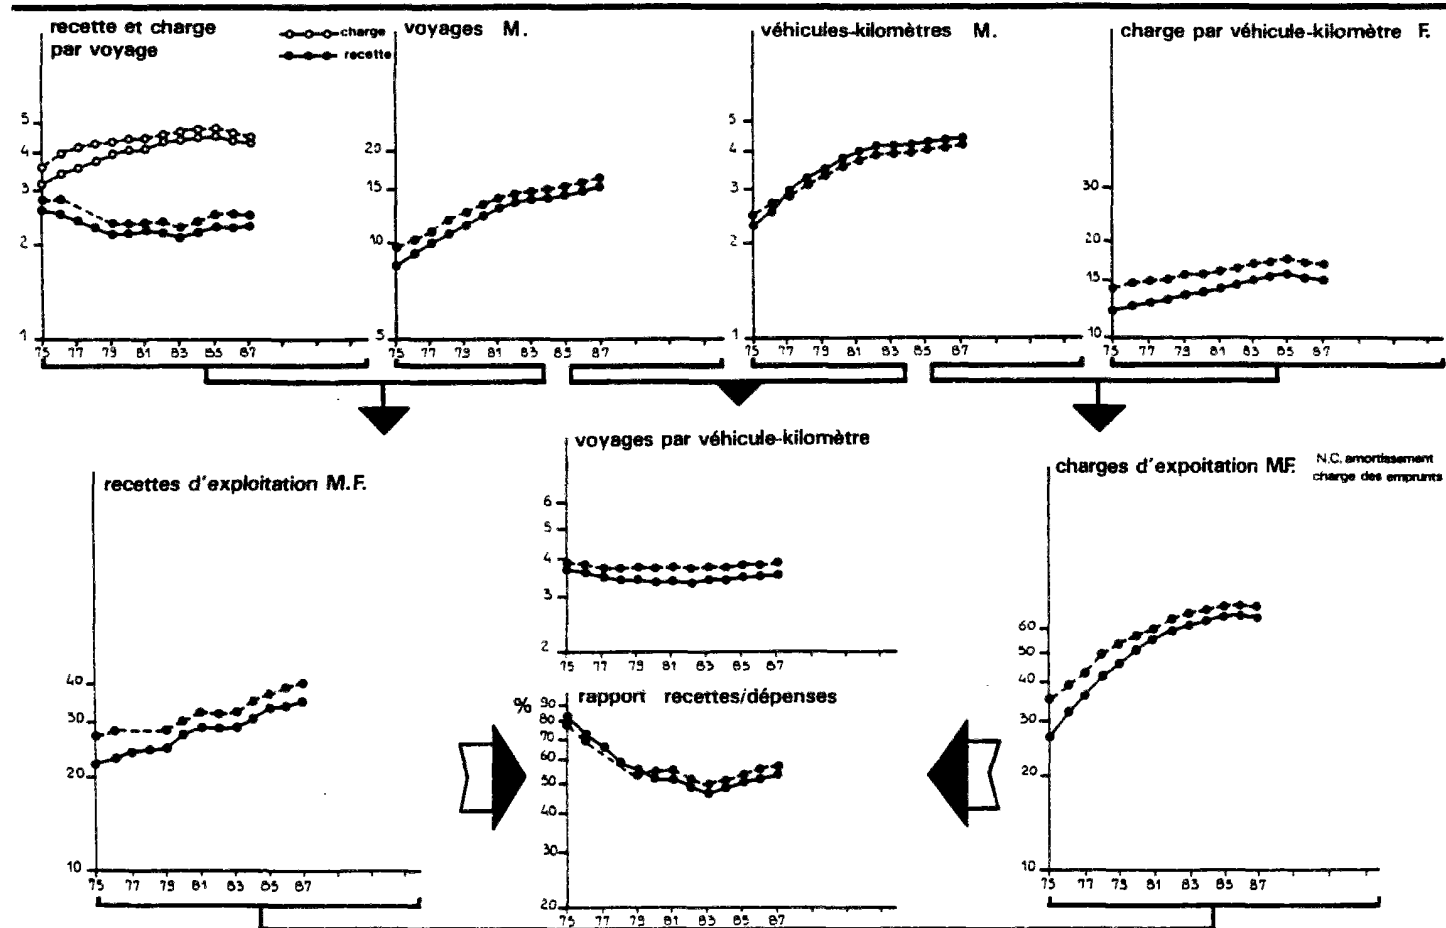 recette et charge
par voyage
charge
recette
5
4
3
2
1
75 77 79 81 83 85 87
voyages M.
20
15
10
5
75 77 79 81 83 85 87
véhicules-kilomètres M.
5
4
3
2
1
75 77 79 81 83 85 87
charge par véhicule-kilomètre F.
30
20
15
10
75 77 79 81 83 85 87
recettes d'exploitation M.F.
40
30
20
10
75 77 79 81 83 85 87
voyages par véhicule-kilomètre
6
5
4
3
2
75 77 79 81 83 85 87
% rapport recettes/dépenses
90
80
70
60
50
40
30
20
75 77 79 81 83 85 87
charges d'expoitation MF.
N.C. amortissement
charge des emprunts
60
50
40
30
20
10
75 77 79 81 83 85 87